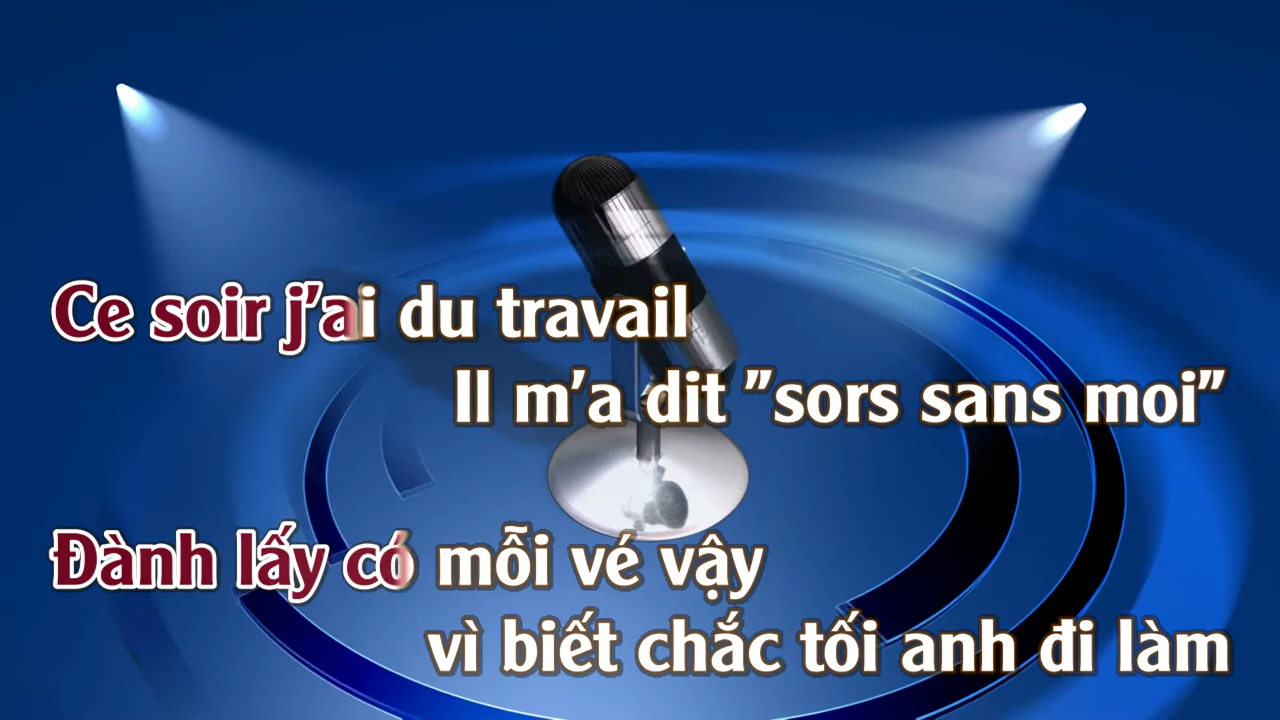 Ce soir j'ai du travail
Il m'a dit "sors sans moi"
Đành lấy có mỗi vé vậy
vì biết chắc tối anh đi làm